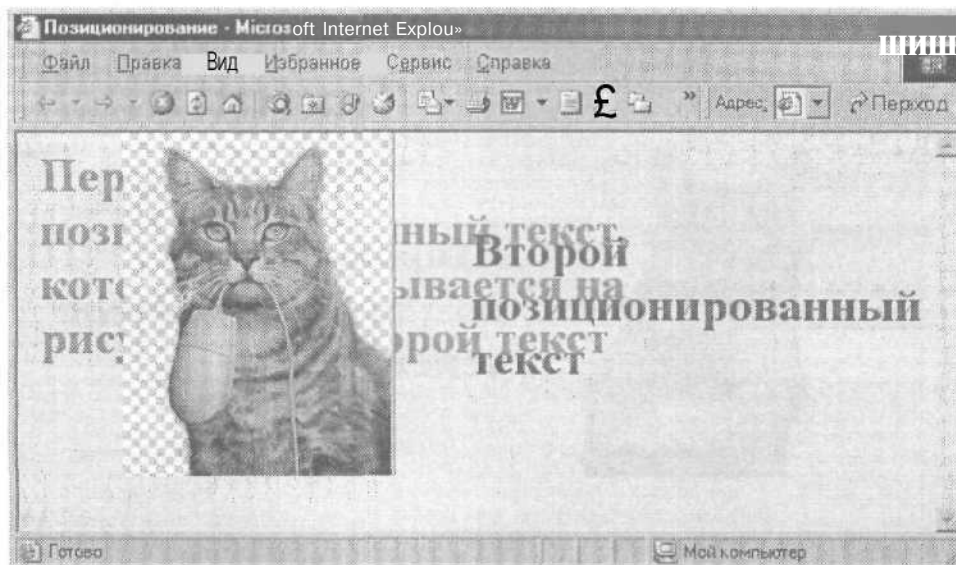 Позиционирование - Microsoft Internet Explou»
шиш
Файл Правка Вид Избранное Сервис Справка
£ » Адрес: Переход
Пер
пози ный текст,
кото ывается на
рису рой текст
Второй
позиционированный
текст
Готово Мой компьютер